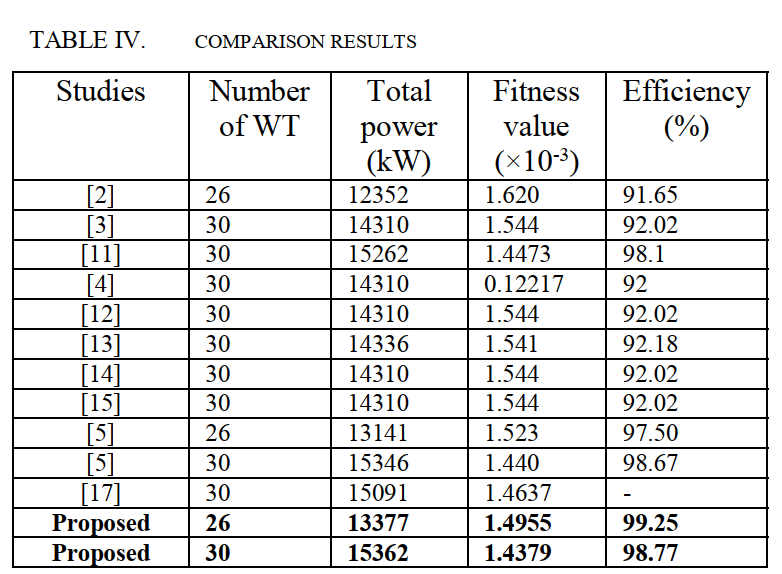 TABLE IV. COMPARISON RESULTS
Studies Number of WT Total power (kW) Fitness value (×10⁻³) Efficiency (%)
[2] 26 12352 1.620 91.65
[3] 30 14310 1.544 92.02
[11] 30 15262 1.4473 98.1
[4] 30 14310 0.12217 92
[12] 30 14310 1.544 92.02
[13] 30 14336 1.541 92.18
[14] 30 14310 1.544 92.02
[15] 30 14310 1.544 92.02
[5] 26 13141 1.523 97.50
[5] 30 15346 1.440 98.67
[17] 30 15091 1.4637 -
Proposed 26 13377 1.4955 99.25
Proposed 30 15362 1.4379 98.77